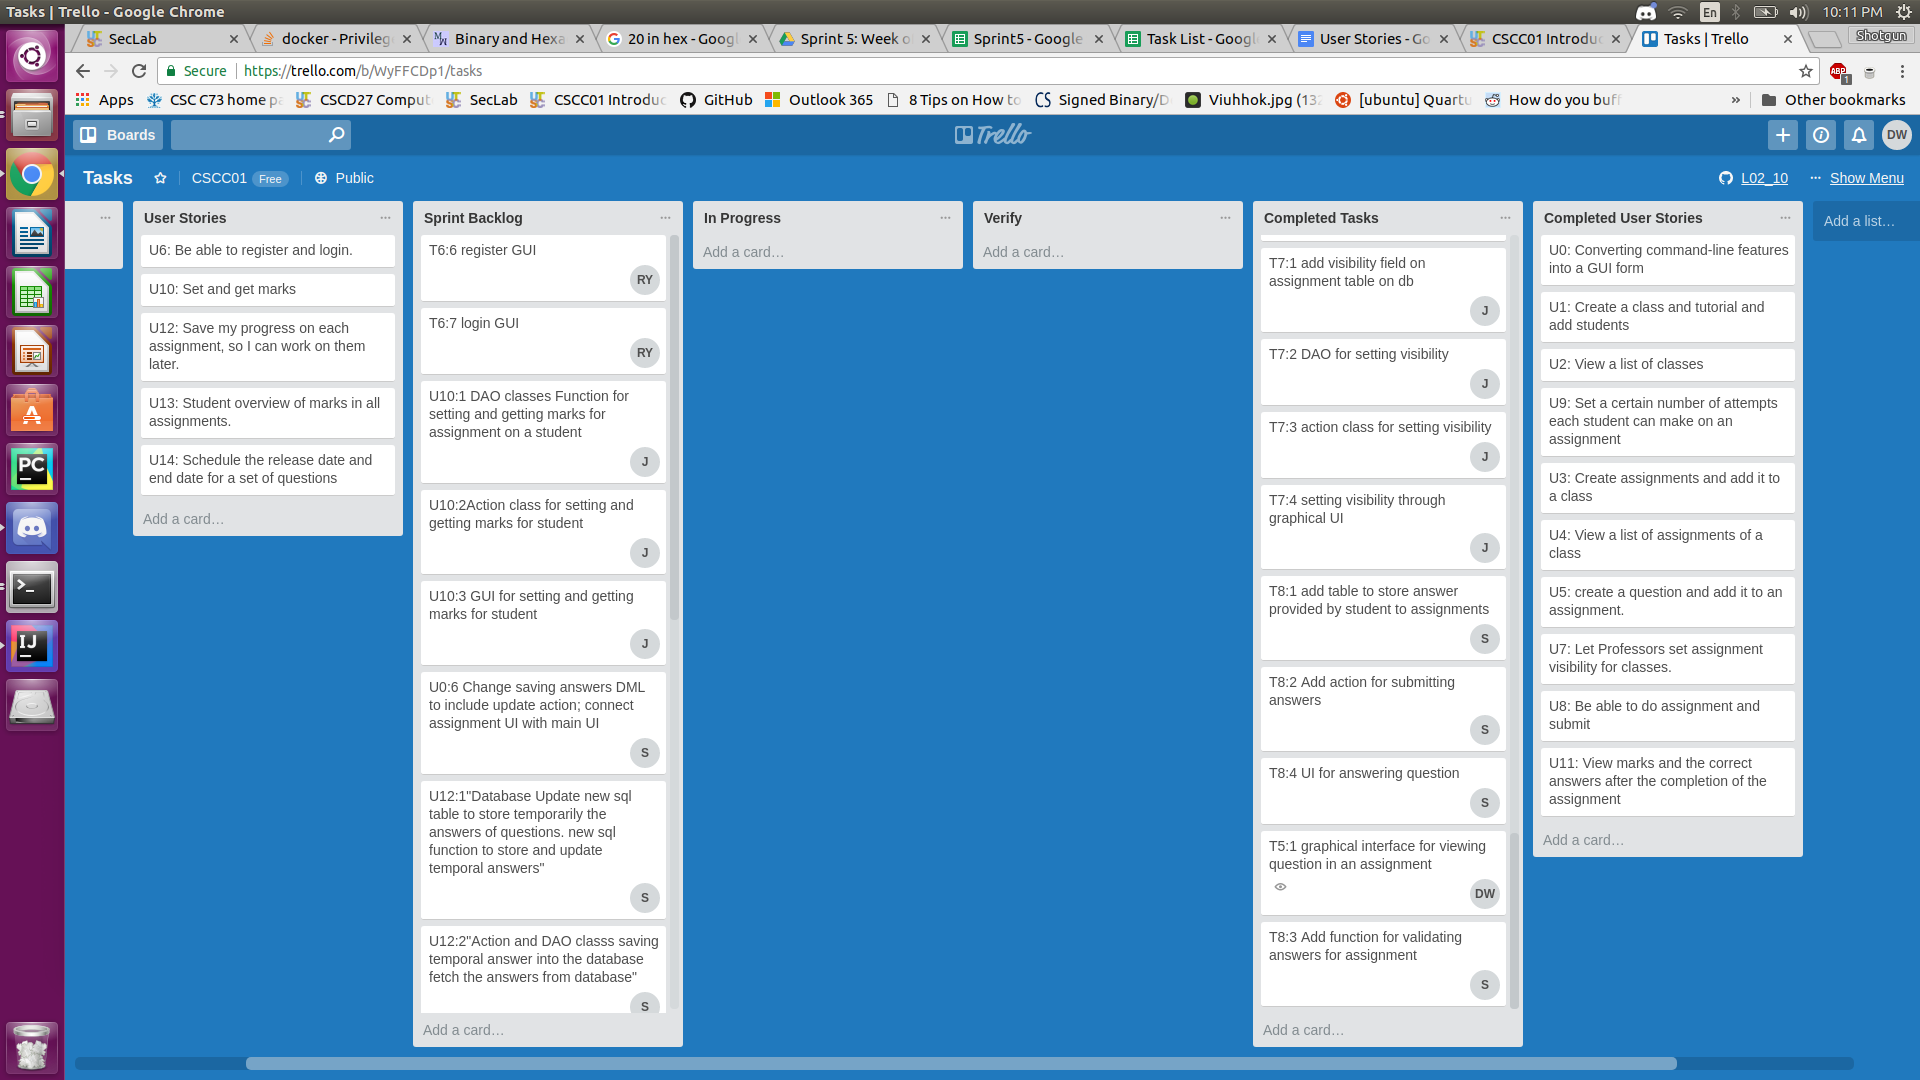 Tasks | Trello - Google Chrome
En
10:11 PM
SecLab
docker - Privileg
Binary and Hexa
20 in hex - Googl
Sprint 5: Week o
Sprint5 - Google
Task List - Googl
User Stories - Go
CSCC01 Introduc
Tasks | Trello
Shotgun
Secure
https://trello.com/b/WyFFCDp1/tasks
ABP
1
Apps
CSC C73 home pa
CSCD27 Comput
SecLab
CSCC01 Introduc
GitHub
Outlook 365
8 Tips on How to
Signed Binary/D
Viuhhok.jpg (132
[ubuntu] Quartu
How do you buff
»
Other bookmarks
Boards
Trello
DW
Tasks
CSCC01 Free
Public
L02_10
Show Menu
User Stories
U6: Be able to register and login.
U10: Set and get marks
U12: Save my progress on each
assignment, so I can work on them
later.
U13: Student overview of marks in all
assignments.
U14: Schedule the release date and
end date for a set of questions
Add a card…
Sprint Backlog
T6:6 register GUI
RY
T6:7 login GUI
RY
U10:1 DAO classes Function for
setting and getting marks for
assignment on a student
J
U10:2Action class for setting and
getting marks for student
J
U10:3 GUI for setting and getting
marks for student
J
U0:6 Change saving answers DML
to include update action; connect
assignment UI with main UI
S
U12:1"Database Update new sql
table to store temporarily the
answers of questions. new sql
function to store and update
temporal answers"
S
U12:2"Action and DAO classs saving
temporal answer into the database
fetch the answers from database"
S
Add a card…
In Progress
Add a card…
Verify
Add a card…
Completed Tasks
T7:1 add visibility field on
assignment table on db
J
T7:2 DAO for setting visibility
J
T7:3 action class for setting visibility
J
T7:4 setting visibility through
graphical UI
J
T8:1 add table to store answer
provided by student to assignments
S
T8:2 Add action for submitting
answers
S
T8:4 UI for answering question
S
T5:1 graphical interface for viewing
question in an assignment
DW
T8:3 Add function for validating
answers for assignment
S
Add a card…
Completed User Stories
U0: Converting command-line features
into a GUI form
U1: Create a class and tutorial and
add students
U2: View a list of classes
U9: Set a certain number of attempts
each student can make on an
assignment
U3: Create assignments and add it to
a class
U4: View a list of assignments of a
class
U5: create a question and add it to an
assignment.
U7: Let Professors set assignment
visibility for classes.
U8: Be able to do assignment and
submit
U11: View marks and the correct
answers after the completion of the
assignment
Add a card…
Add a list…
PC
IJ